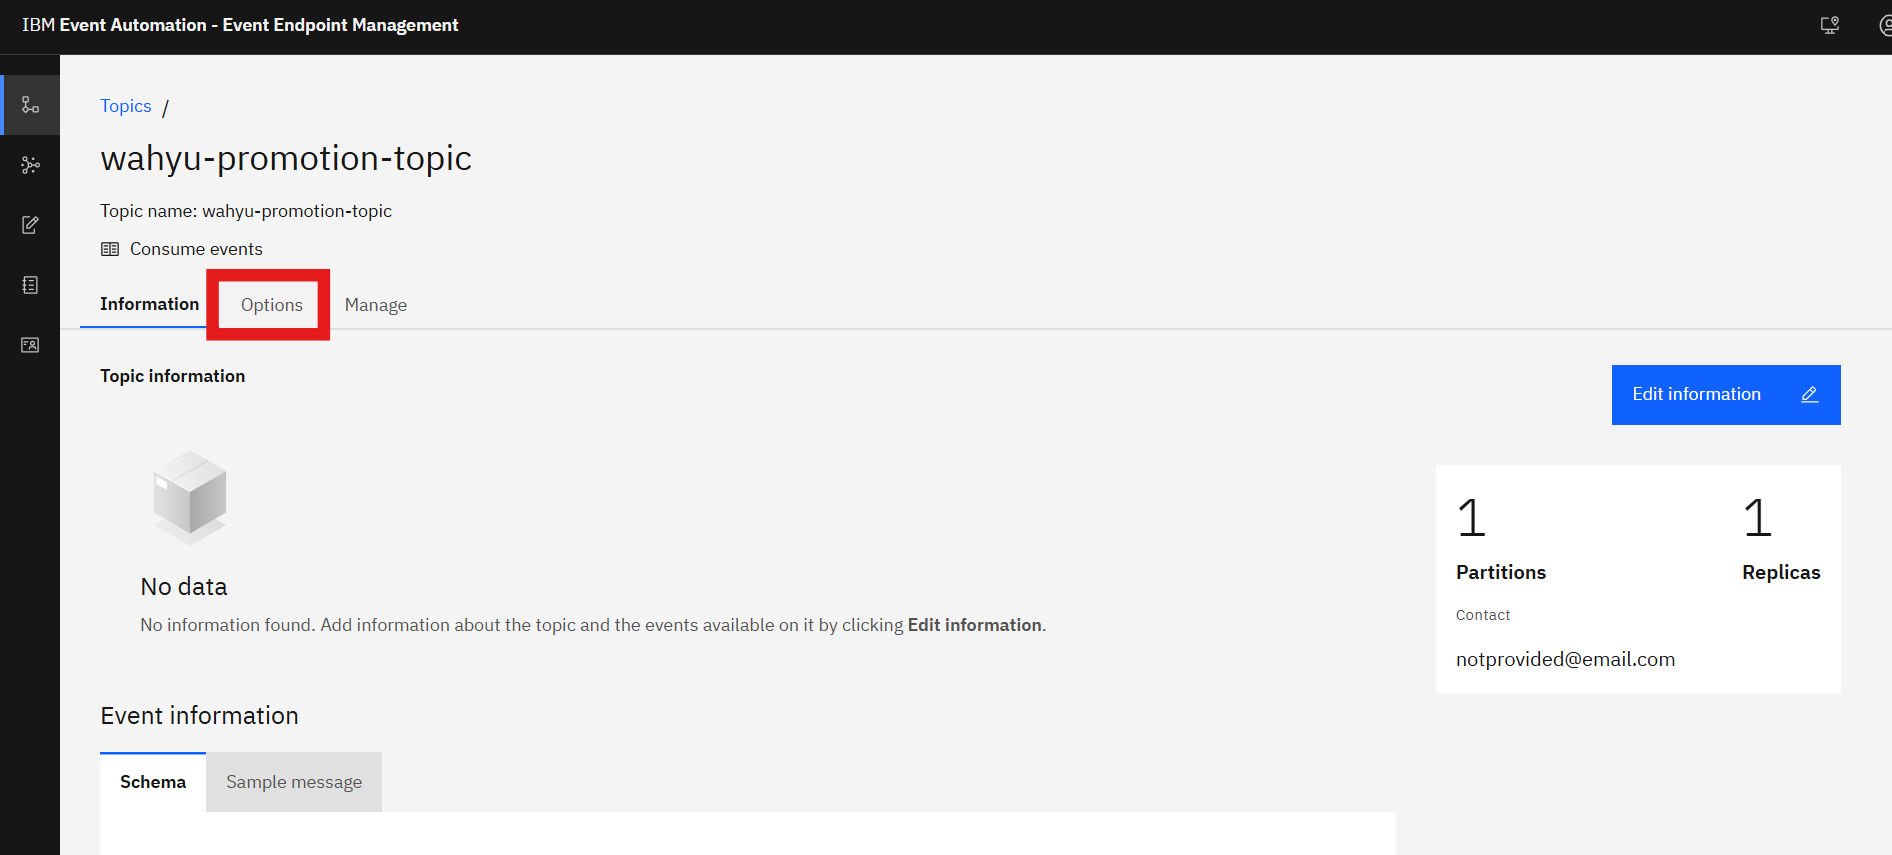 IBM Event Automation - Event Endpoint Management
Topics /
wahyu-promotion-topic
Topic name: wahyu-promotion-topic
Consume events
Information Options Manage
Topic information
Edit information
No data
No information found. Add information about the topic and the events available on it by clicking Edit information.
1 1
Partitions Replicas
Contact
notprovided@email.com
Event information
Schema Sample message